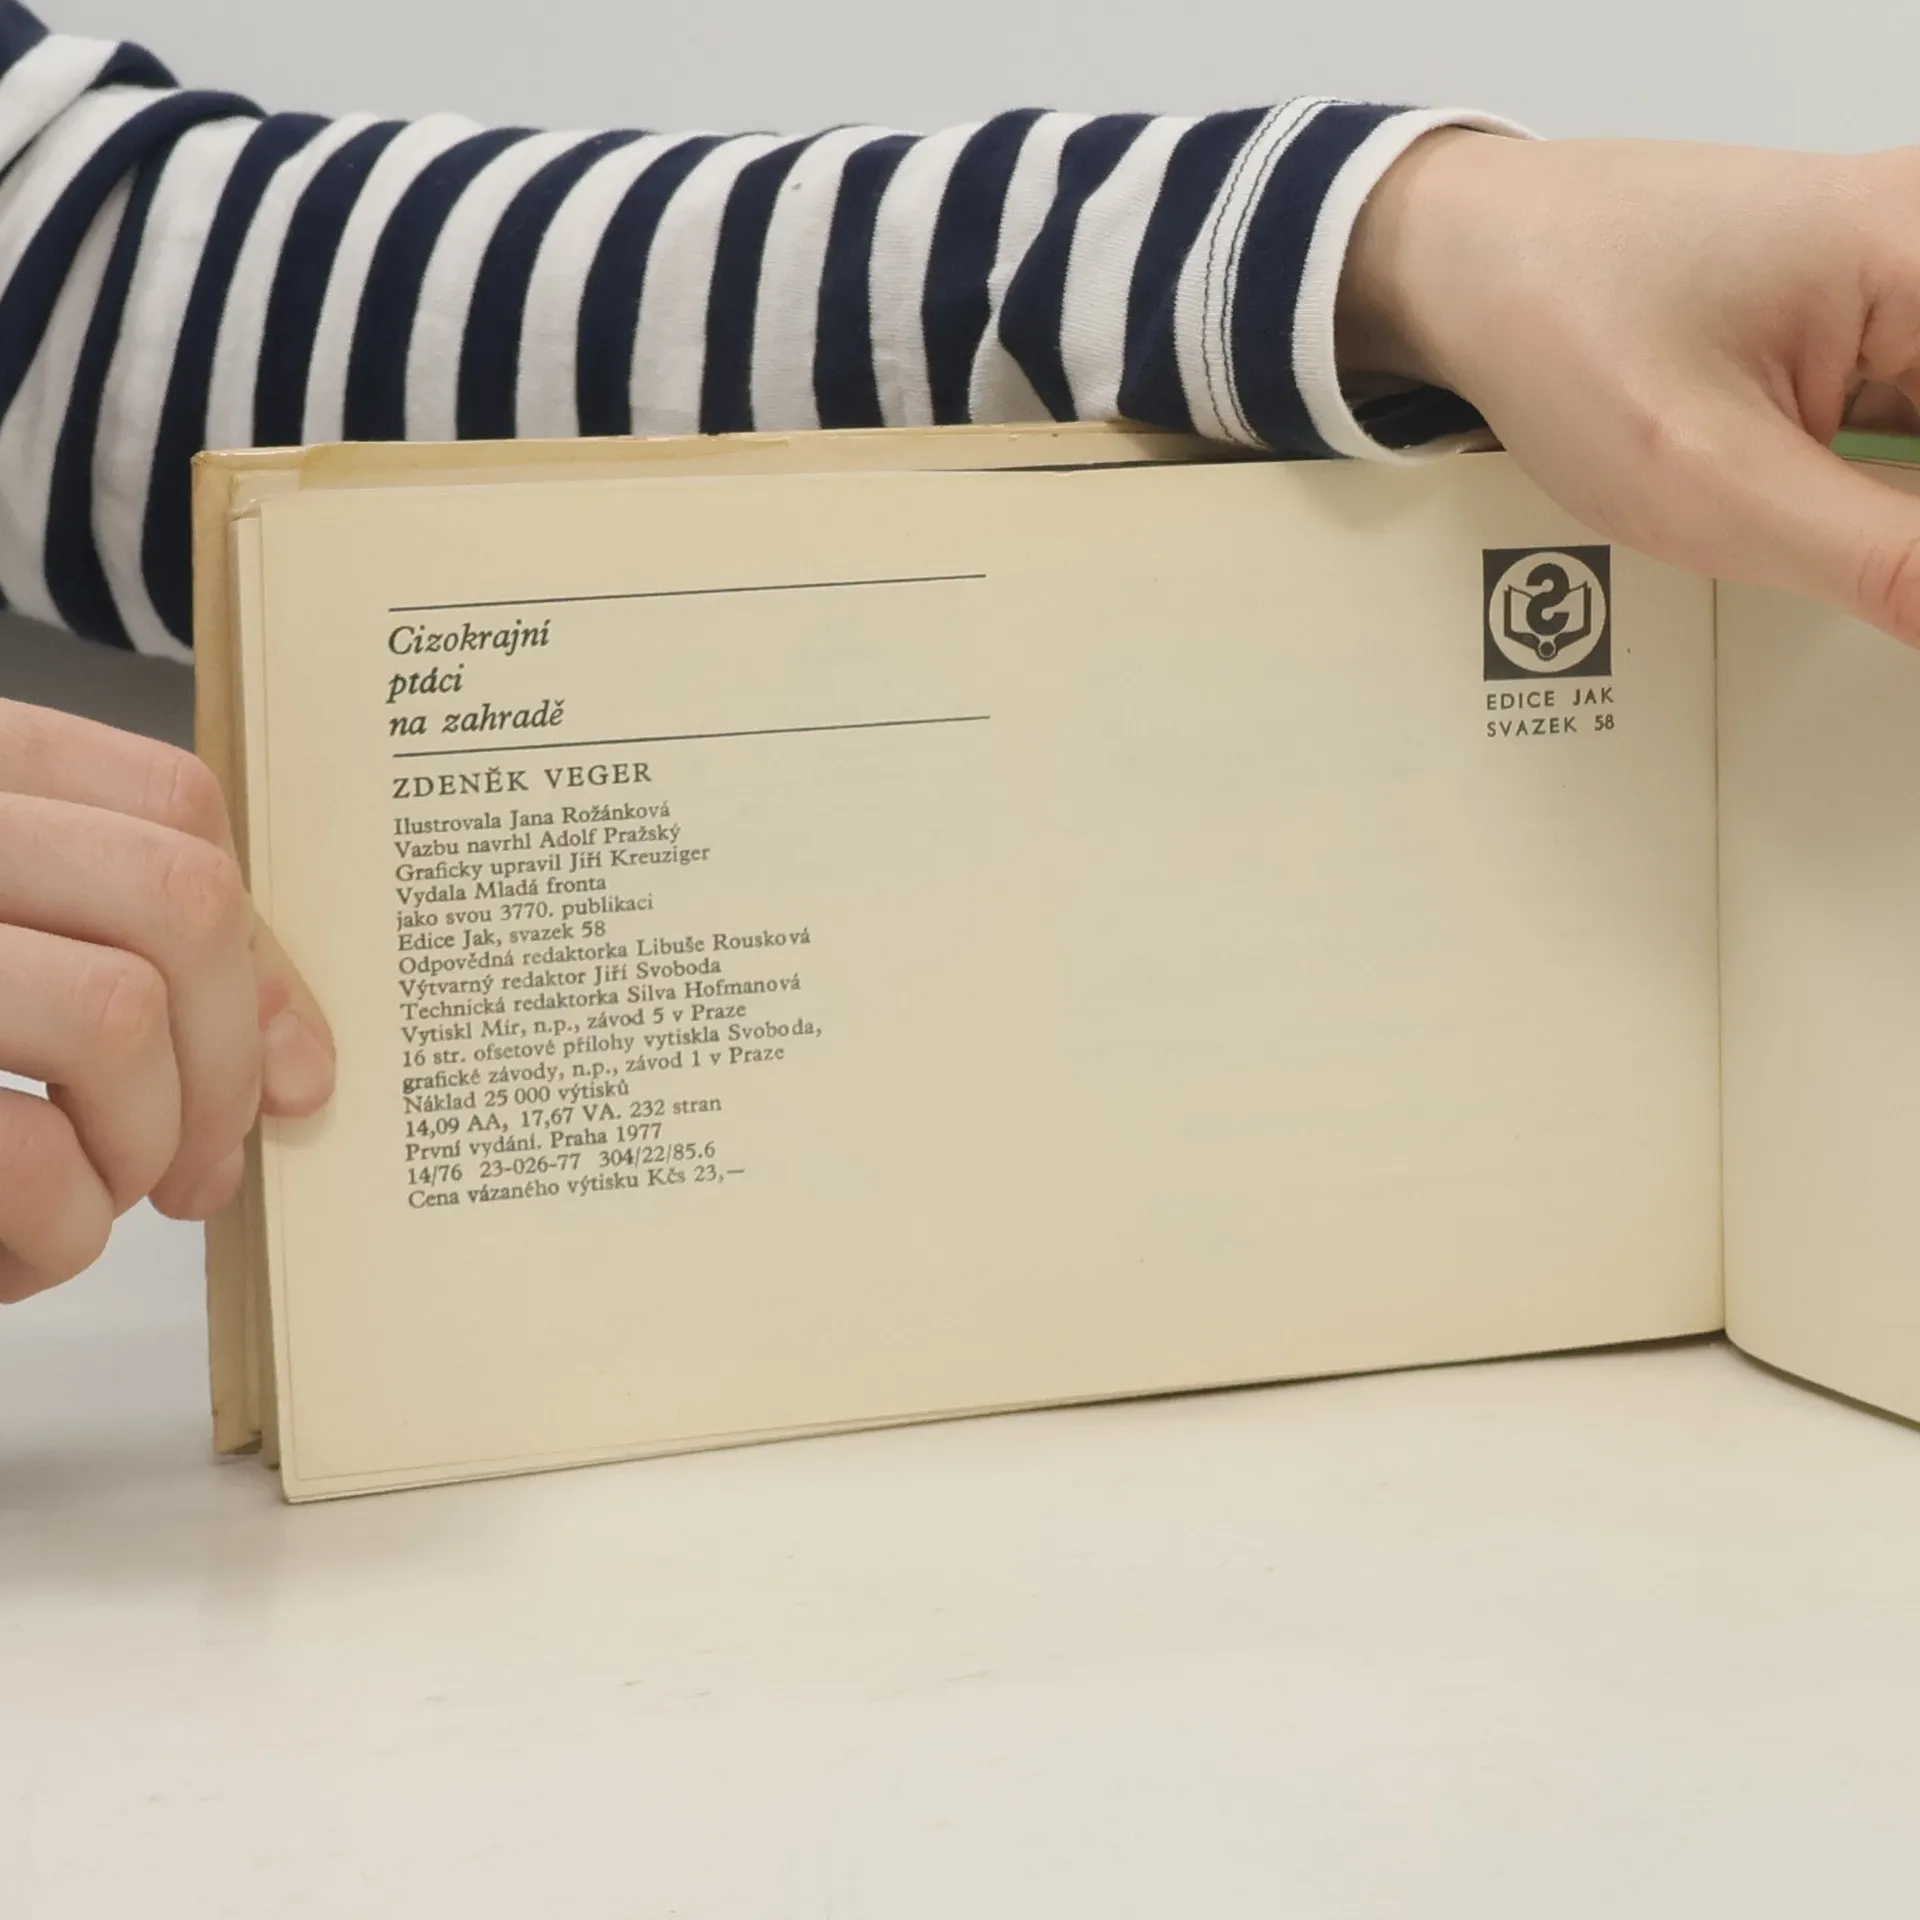 Cizokrajní
ptáci
na zahradě
ZDENĚK VEGER
Ilustrovala Jana Rožánková
Vazbu navrhl Adolf Pražský
Graficky upravil Jiří Kreuziger
Vydala Mladá fronta
jako svou 3770. publikaci
Edice Jak, svazek 58
Odpovědná redaktorka Libuše Rousková
Výtvarný redaktor Jiří Svoboda
Technická redaktorka Silva Hofmanová
Vytiskl Mír, n.p., závod 5 v Praze
16 str. ofsetové přílohy vytiskla Svoboda,
grafické závody, n.p., závod 1 v Praze
Náklad 25 000 výtisků
14,09 AA, 17,67 VA. 232 stran
První vydání. Praha 1977
14/76 23-026-77 304/22/85.6
Cena vázaného výtisku Kčs 23,—
EDICE JAK
SVAZEK 58